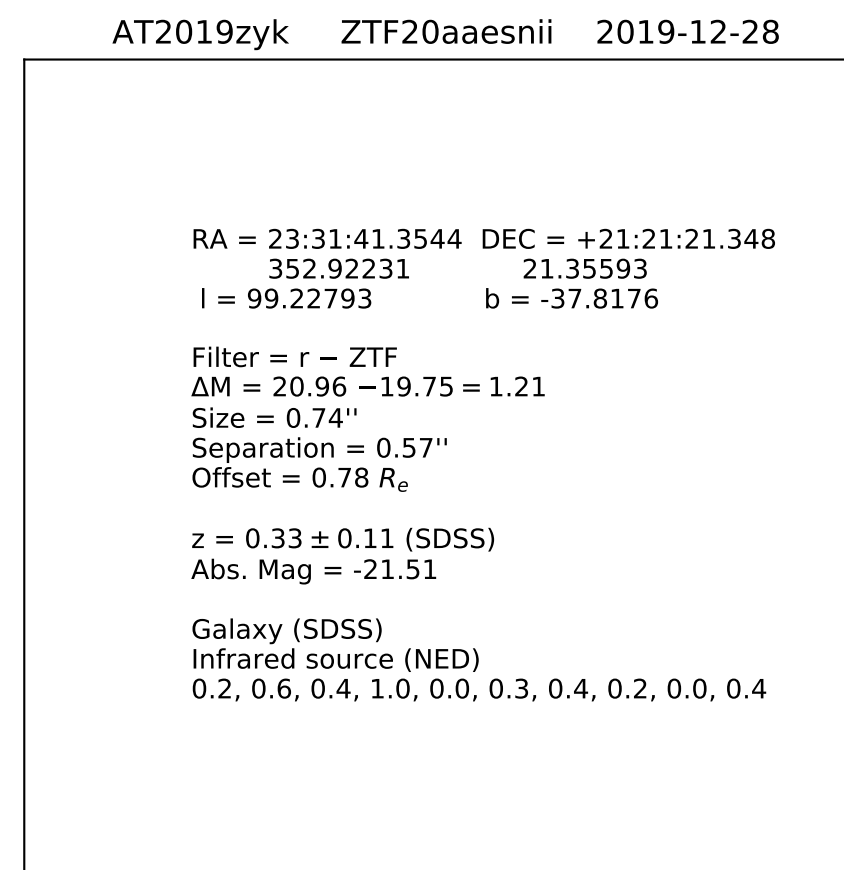 AT2019zyk ZTF20aaesnii 2019-12-28
RA = 23:31:41.3544 DEC = +21:21:21.348
352.92231 21.35593
l = 99.22793 b = -37.8176
Filter = r − ZTF
ΔM = 20.96 −19.75 = 1.21
Size = 0.74''
Separation = 0.57''
Offset = 0.78 Re
z = 0.33 ± 0.11 (SDSS)
Abs. Mag = -21.51
Galaxy (SDSS)
Infrared source (NED)
0.2, 0.6, 0.4, 1.0, 0.0, 0.3, 0.4, 0.2, 0.0, 0.4